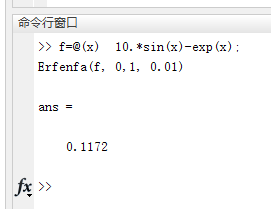 命令行窗口
>> f=@(x)  10.*sin(x)-exp(x);
Erfenfa(f, 0,1, 0.01)
ans =
0.1172
fx >>